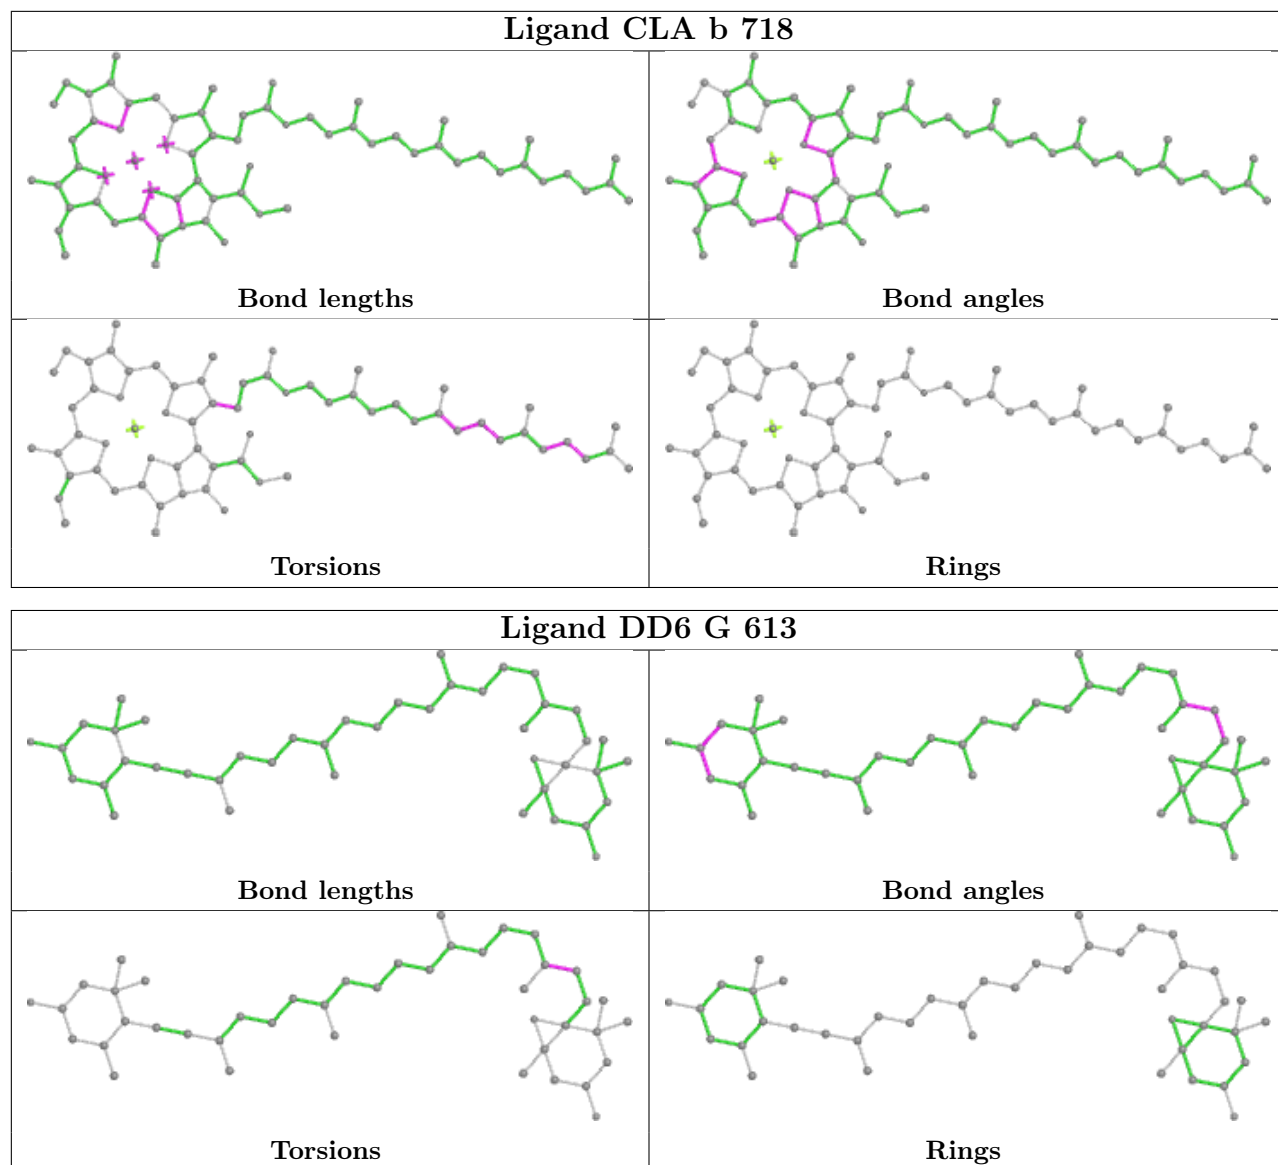 Ligand CLA b 718
Bond lengths
Bond angles
Torsions
Rings
Ligand DD6 G 613
Bond lengths
Bond angles
Torsions
Rings